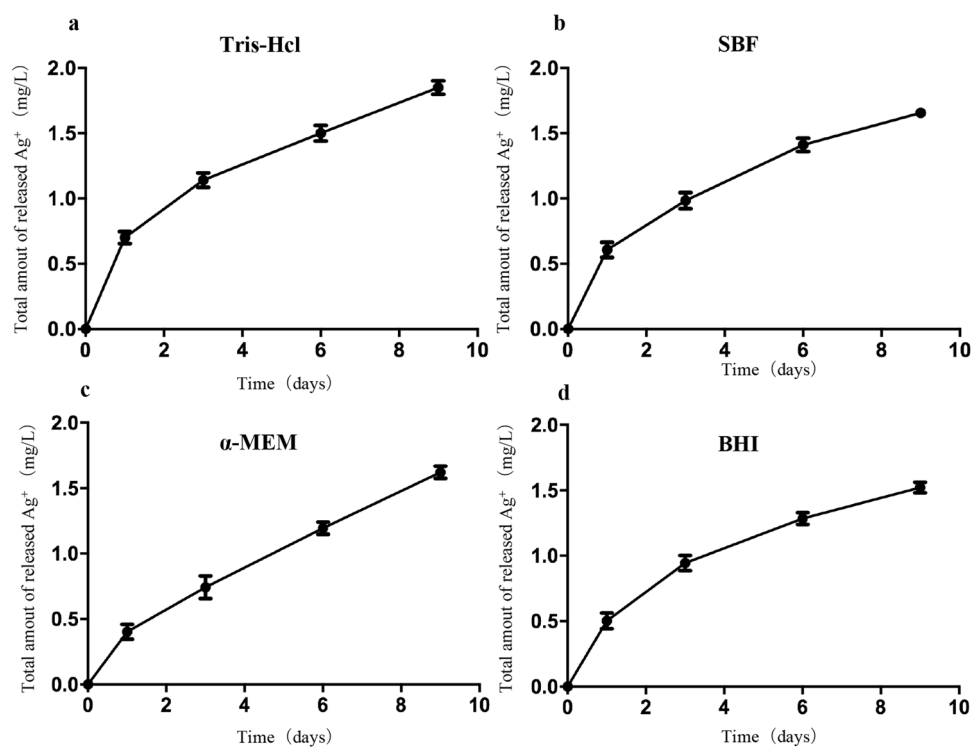 a
Tris-Hcl
Total amout of released Ag⁺ (mg/L)
2.0
1.5
1.0
0.5
0.0
0 2 4 6 8 10
Time (days)
b
SBF
Total amout of released Ag⁺ (mg/L)
2.0
1.5
1.0
0.5
0.0
0 2 4 6 8 10
Time (days)
c
α-MEM
Total amout of released Ag⁺ (mg/L)
2.0
1.5
1.0
0.5
0.0
0 2 4 6 8 10
Time (days)
d
BHI
Total amout of released Ag⁺ (mg/L)
2.0
1.5
1.0
0.5
0.0
0 2 4 6 8 10
Time (days)